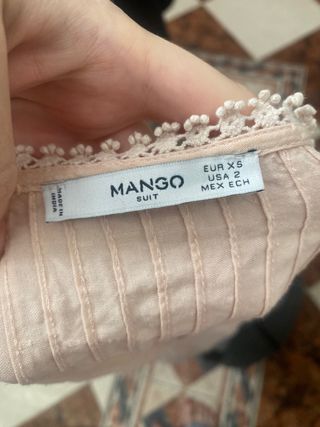 MADE IN
INDIA
MANGO
SUIT
EUR XS
USA 2
MEX ECH